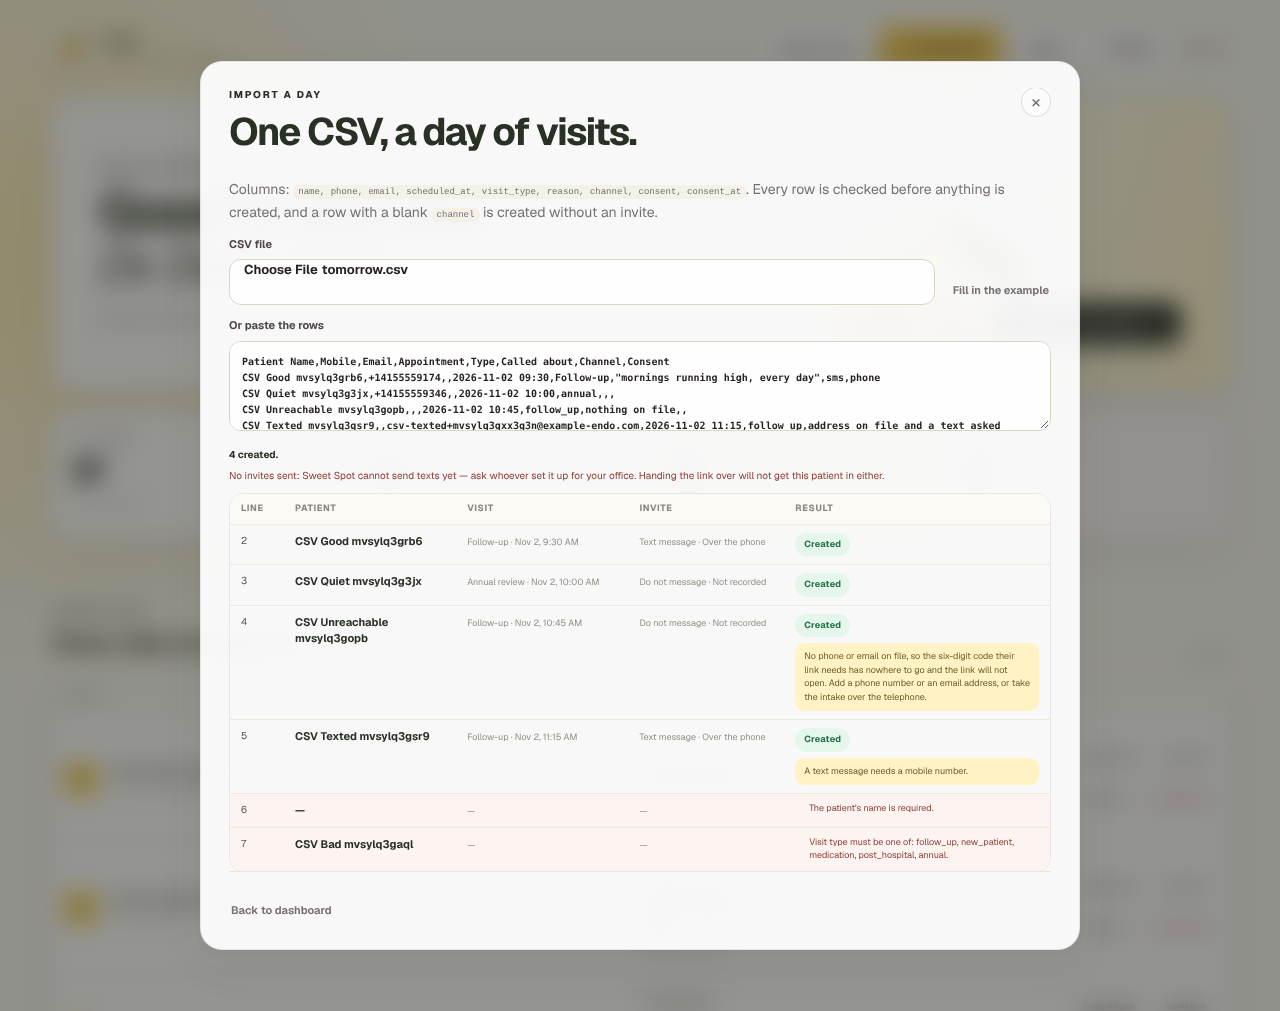 IMPORT A DAY
One CSV, a day of visits.
×
Columns: name, phone, email, scheduled_at, visit_type, reason, channel, consent, consent_at. Every row is checked before anything is
created, and a row with a blank channel is created without an invite.
CSV file
Choose File tomorrow.csv
Fill in the example
Or paste the rows
Patient Name,Mobile,Email,Appointment,Type,Called about,Channel,Consent
CSV Good mvsylq3grb6,+14155559174,,2026-11-02 09:30,Follow-up,"mornings running high, every day",sms,phone
CSV Quiet mvsylq3g3jx,+14155559346,,2026-11-02 10:00,annual,,,
CSV Unreachable mvsylq3gopb,,,2026-11-02 10:45,follow_up,nothing on file,,
CSV Texted mvsylq3gsr9,,csv-texted+mvsylq3gxx3g3n@example-endo.com,2026-11-02 11:15,follow_up,address on file and a text asked
4 created.
No invites sent: Sweet Spot cannot send texts yet — ask whoever set it up for your office. Handing the link over will not get this patient in either.
LINE PATIENT VISIT INVITE RESULT
2 CSV Good mvsylq3grb6 Follow-up · Nov 2, 9:30 AM Text message · Over the phone Created
3 CSV Quiet mvsylq3g3jx Annual review · Nov 2, 10:00 AM Do not message · Not recorded Created
4 CSV Unreachable Follow-up · Nov 2, 10:45 AM Do not message · Not recorded Created
mvsylq3gopb
No phone or email on file, so the six-digit code their
link needs has nowhere to go and the link will not
open. Add a phone number or an email address, or take
the intake over the telephone.
5 CSV Texted mvsylq3gsr9 Follow-up · Nov 2, 11:15 AM Text message · Over the phone Created
A text message needs a mobile number.
6 — — — The patient's name is required.
7 CSV Bad mvsylq3gaql — — Visit type must be one of: follow_up, new_patient,
medication, post_hospital, annual.
Back to dashboard